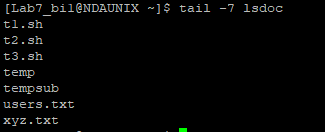 [Lab7_bil@NDAUNIX ~]$ tail -7 lsdoc
t1.sh
t2.sh
t3.sh
temp
tempsub
users.txt
xyz.txt